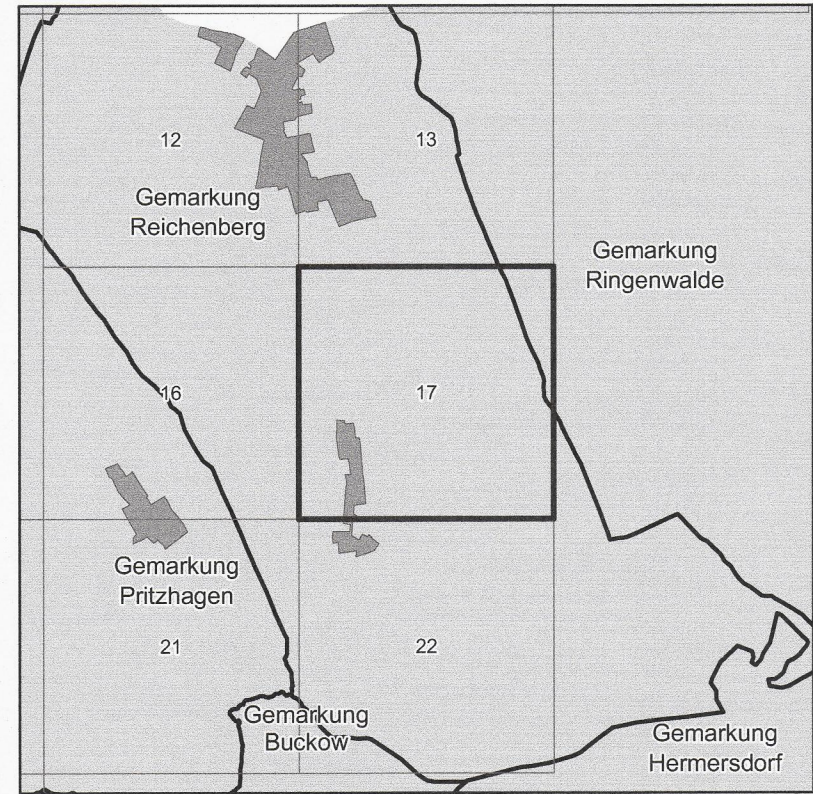 12
13
Gemarkung
Reichenberg
Gemarkung
Ringenwalde
16
17
Gemarkung
Pritzhagen
21
22
Gemarkung
Buckow
Gemarkung
Hermersdorf